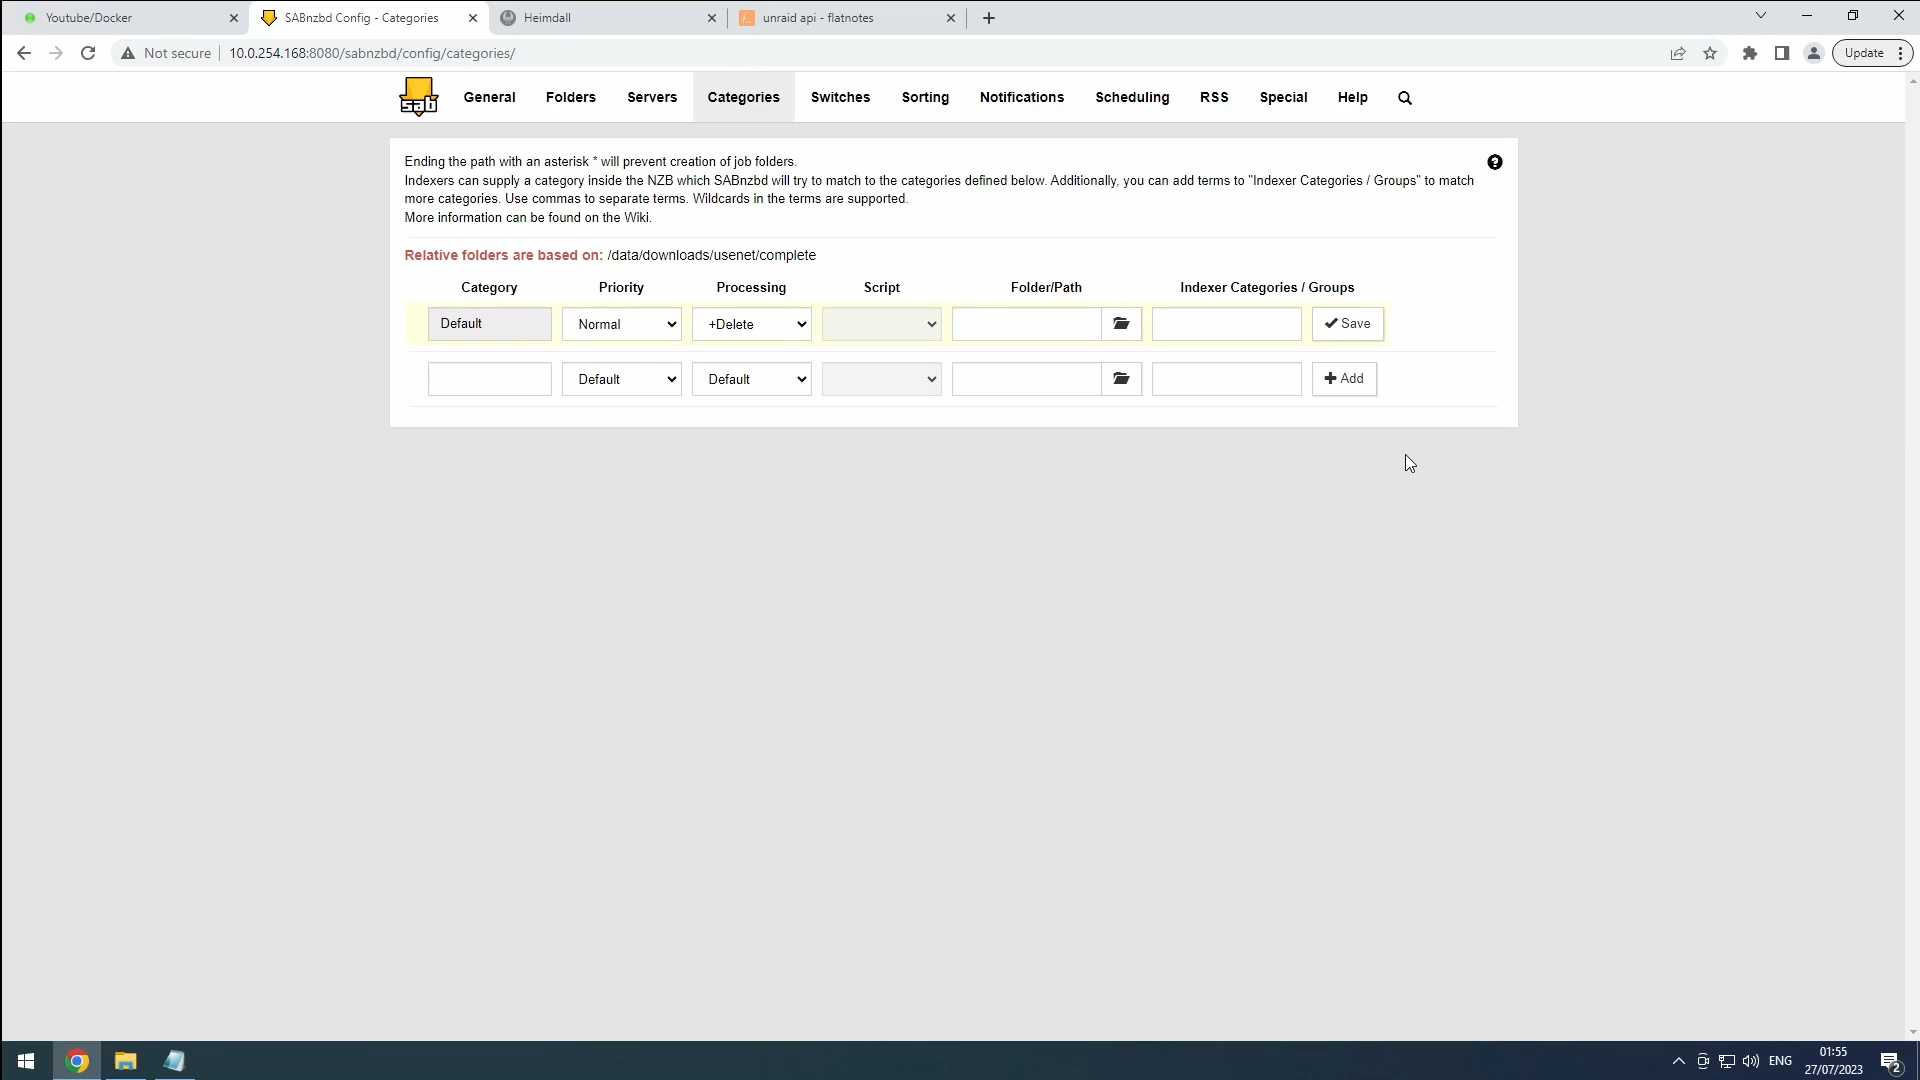 Youtube/Docker
SABnzbd Config - Categories
Heimdall
unraid api - flatnotes
Not secure
10.0.254.168:8080/sabnzbd/config/categories/
Update
sab
General
Folders
Servers
Categories
Switches
Sorting
Notifications
Scheduling
RSS
Special
Help
Ending the path with an asterisk * will prevent creation of job folders.
Indexers can supply a category inside the NZB which SABnzbd will try to match to the categories defined below. Additionally, you can add terms to "Indexer Categories / Groups" to match
more categories. Use commas to separate terms. Wildcards in the terms are supported.
More information can be found on the Wiki.
Relative folders are based on: /data/downloads/usenet/complete
Category
Priority
Processing
Script
Folder/Path
Indexer Categories / Groups
Default
Normal
+Delete
Save
Default
Default
Add
ENG
01:55
27/07/2023
2